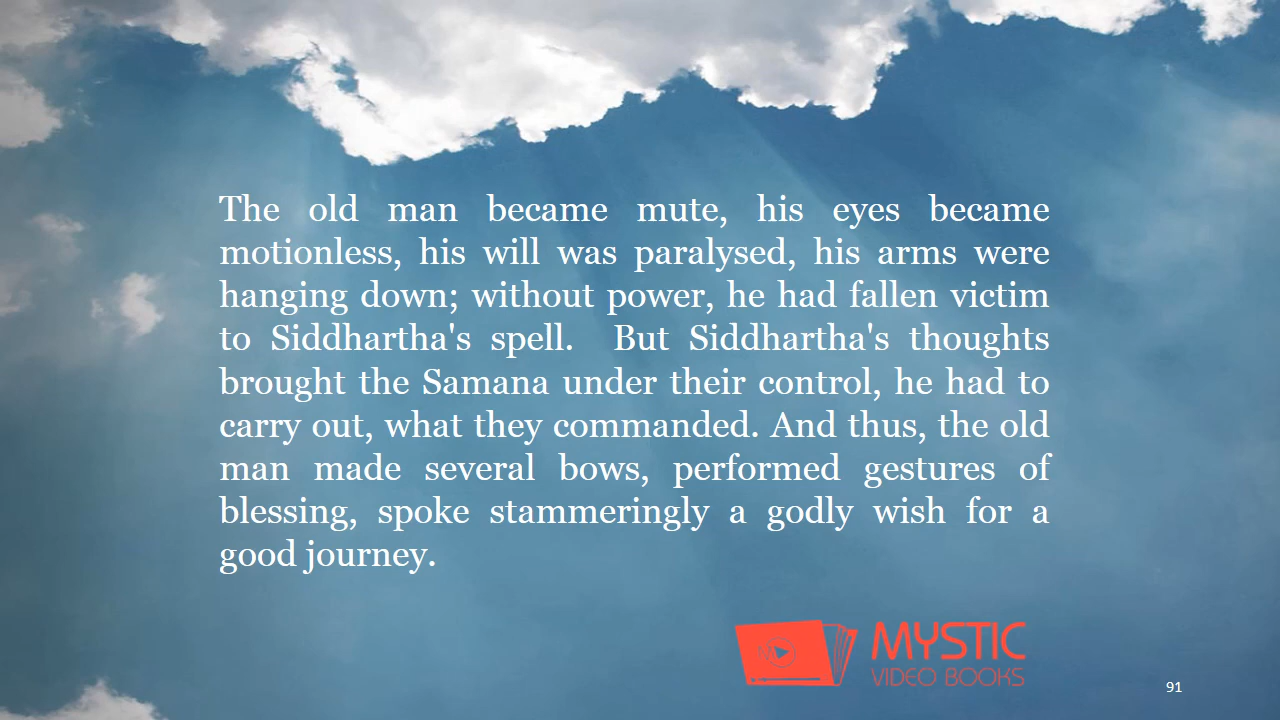 The old man became mute, his eyes became
motionless, his will was paralysed, his arms were
hanging down; without power, he had fallen victim
to Siddhartha's spell.  But Siddhartha's thoughts
brought the Samana under their control, he had to
carry out, what they commanded. And thus, the old
man made several bows, performed gestures of
blessing, spoke stammeringly a godly wish for a
good journey.
MYSTIC
VIDEO BOOKS
91